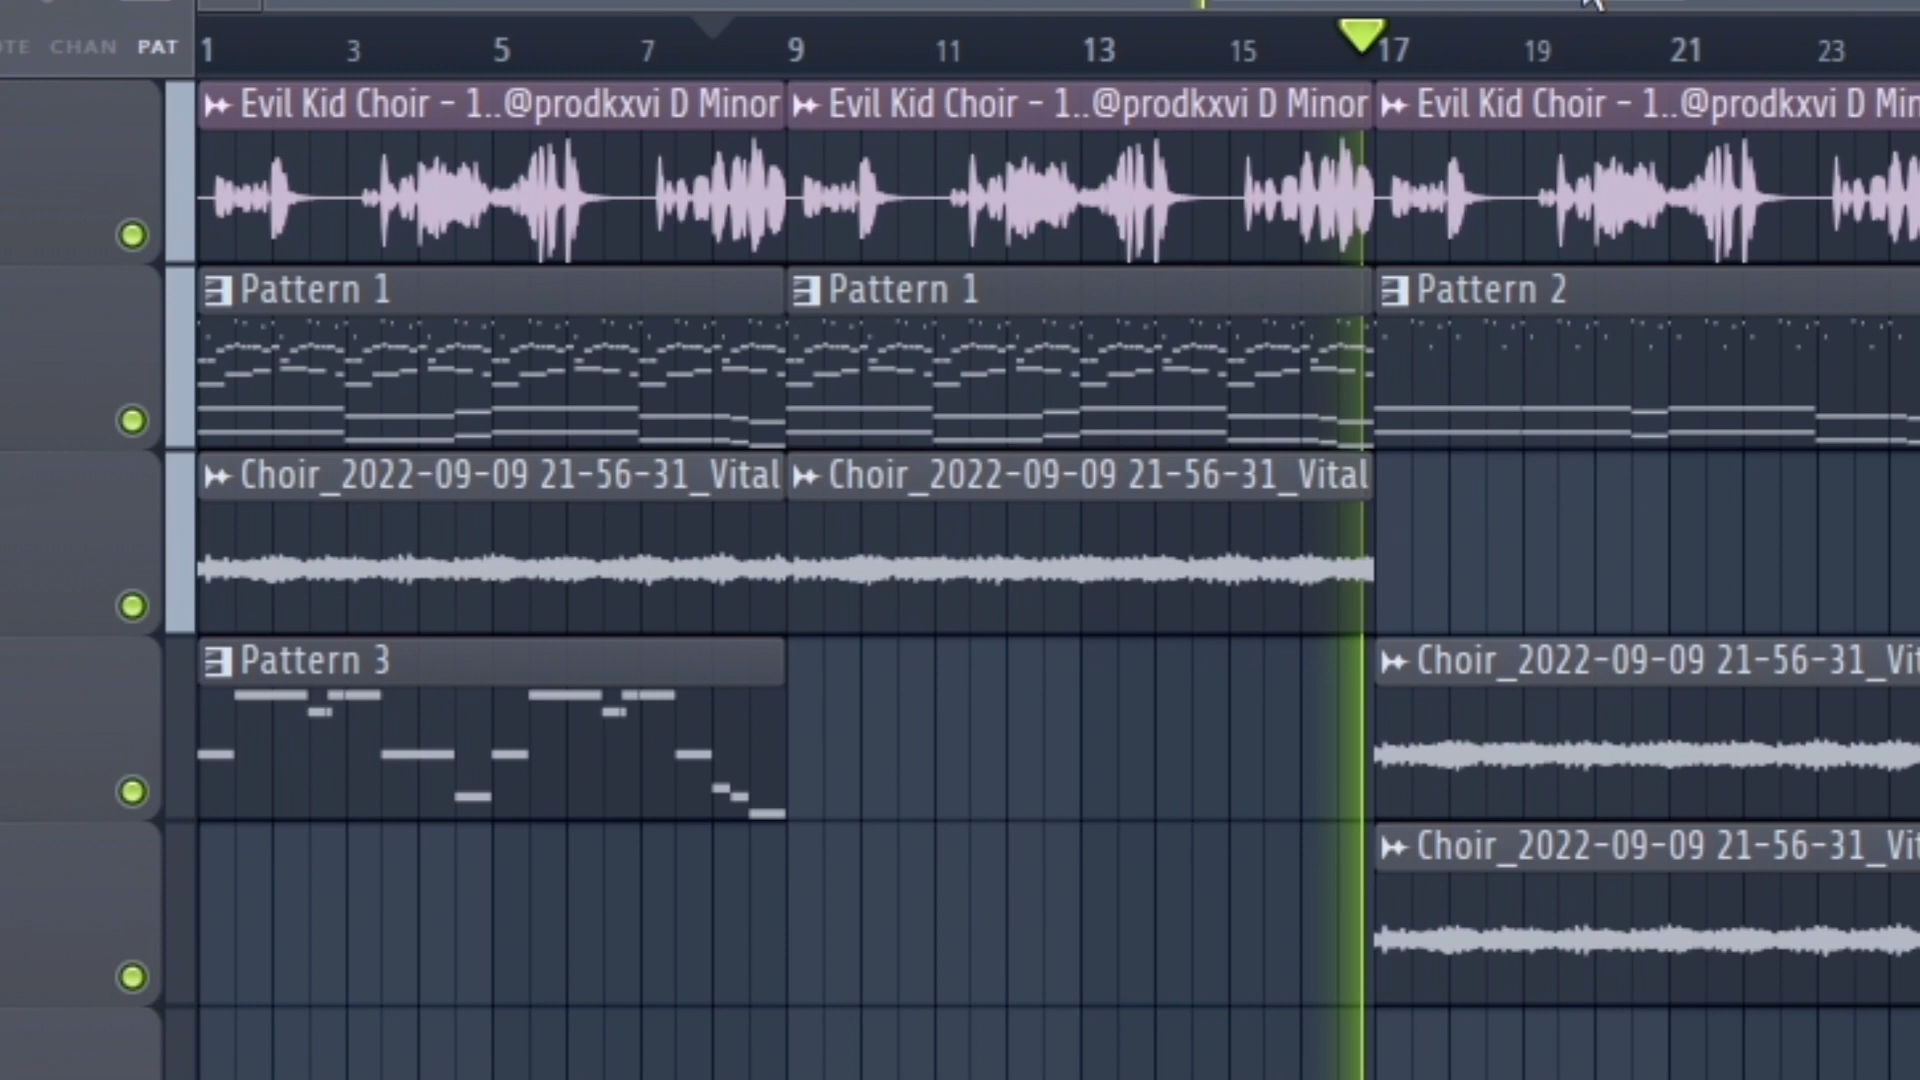 CHAN PAT
1 3 5 7 9 11 13 15 17 19 21 23
Evil Kid Choir - 1..@prodkxvi D Minor Evil Kid Choir - 1..@prodkxvi D Minor Evil Kid Choir - 1..@prodkxvi D Min
Pattern 1 Pattern 1 Pattern 2
Choir_2022-09-09 21-56-31_Vital Choir_2022-09-09 21-56-31_Vital
Pattern 3 Choir_2022-09-09 21-56-31_Vit
Choir_2022-09-09 21-56-31_Vit